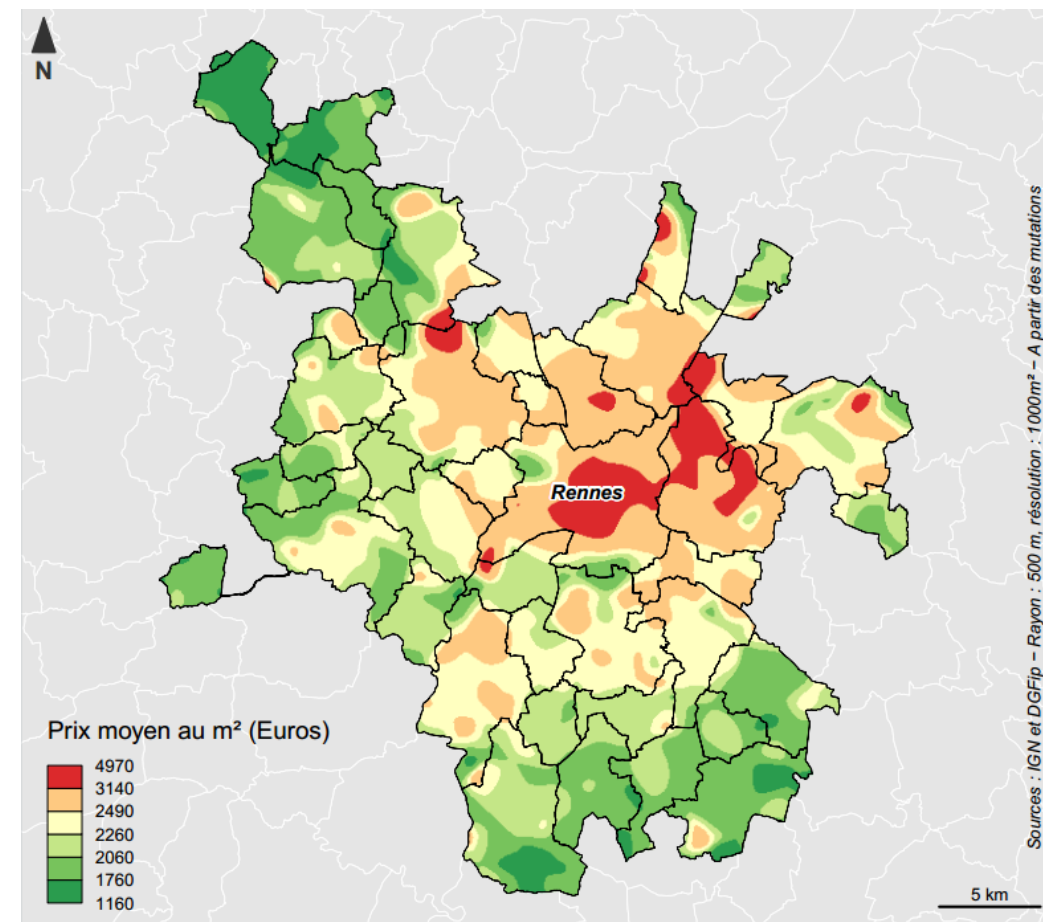 N
Rennes
Prix moyen au m² (Euros)
4970
3140
2490
2260
2060
1760
1160
5 km
Sources : IGN et DGFip − Rayon : 500 m, résolution : 1000m² − A partir des mutations